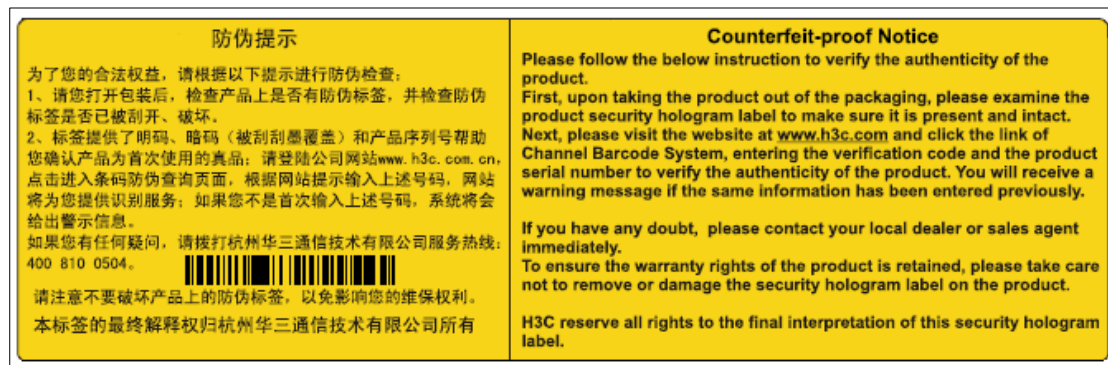 防伪提示
为了您的合法权益，请根据以下提示进行防伪检查：
1、请您打开包装后，检查产品上是否有防伪标签，并检查防伪
标签是否已被刮开、破坏。
2、标签提供了明码、暗码（被刮刮墨覆盖）和产品序列号帮助
您确认产品为首次使用的真品；请登陆公司网站www.h3c.com.cn，
点击进入条码防伪查询页面，根据网站提示输入上述号码，网站
将为您提供识别服务；如果您不是首次输入上述号码，系统将会
给出警示信息。
如果您有任何疑问，请拨打杭州华三通信技术有限公司服务热线：
400 810 0504。
请注意不要破坏产品上的防伪标签，以免影响您的维保权利。
本标签的最终解释权归杭州华三通信技术有限公司所有
Counterfeit-proof Notice
Please follow the below instruction to verify the authenticity of the
product.
First, upon taking the product out of the packaging, please examine the
product security hologram label to make sure it is present and intact.
Next, please visit the website at www.h3c.com and click the link of
Channel Barcode System, entering the verification code and the product
serial number to verify the authenticity of the product. You will receive a
warning message if the same information has been entered previously.
If you have any doubt, please contact your local dealer or sales agent
immediately.
To ensure the warranty rights of the product is retained, please take care
not to remove or damage the security hologram label on the product.
H3C reserve all rights to the final interpretation of this security hologram
label.